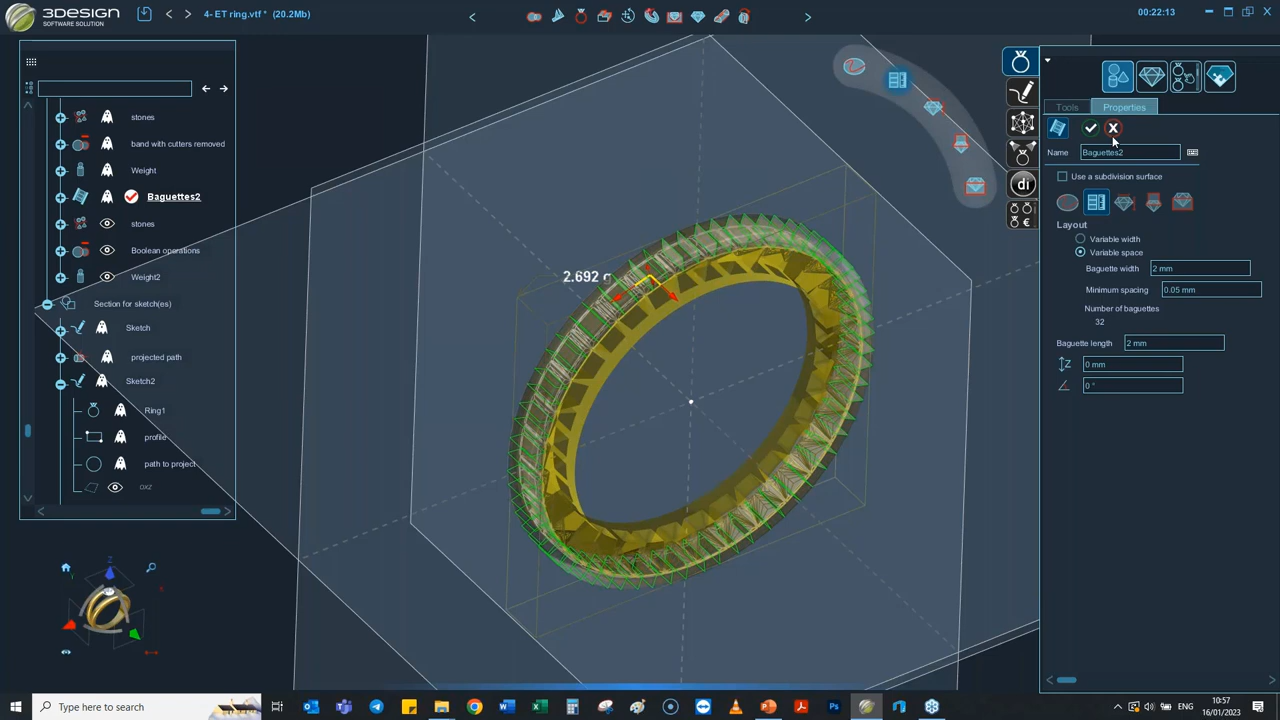 3DESIGN
SOFTWARE SOLUTION
4- ET ring.vtf * (20.2Mb)
00:22:13
stones
band with cutters removed
Weight
Baguettes2
stones
Boolean operations
Weight2
Section for sketch(es)
Sketch
projected path
Sketch2
Ring1
profile
path to project
OXZ
2.692 g
Z
di
Tools
Properties
Name
Baguettes2
Use a subdivision surface
Layout
Variable width
Variable space
Baguette width
2 mm
Minimum spacing
0.05 mm
Number of baguettes
32
Baguette length
2 mm
Z
0 mm
0 °
Type here to search
ENG
10:57
16/01/2023